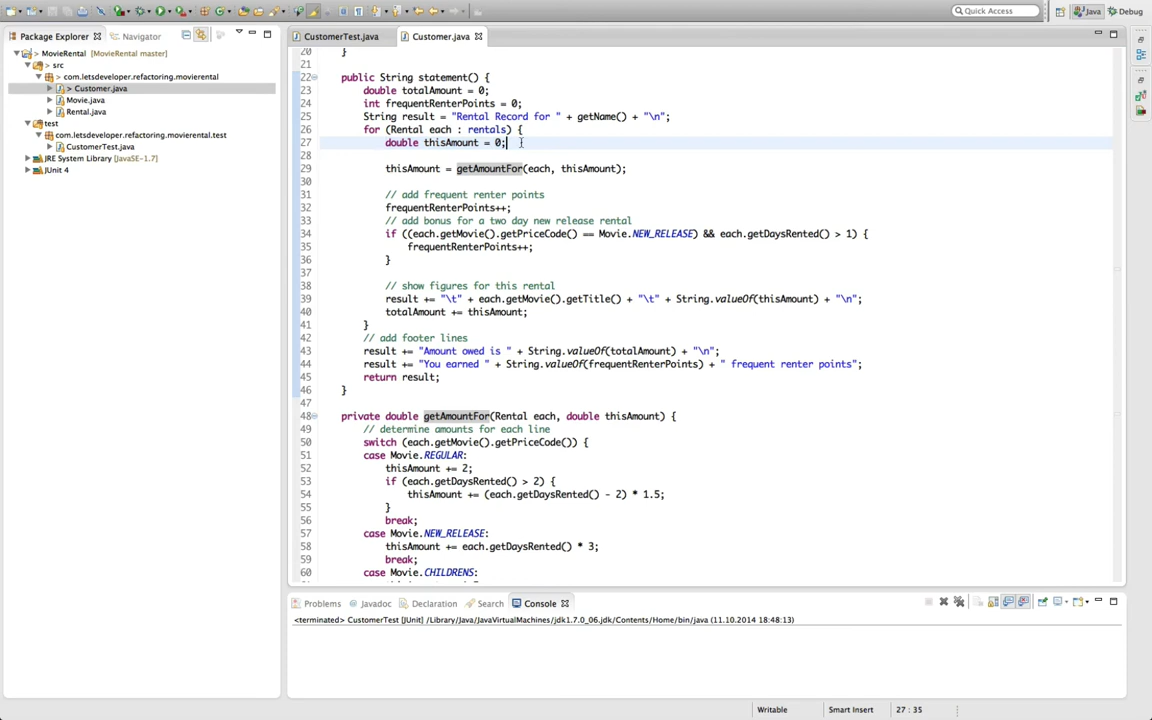 Quick Access
Java
Debug
Package Explorer
Navigator
CustomerTest.java
Customer.java
> MovieRental [MovieRental master]
> src
> com.letsdeveloper.refactoring.movierental
> Customer.java
Movie.java
Rental.java
test
com.letsdeveloper.refactoring.movierental.test
CustomerTest.java
JRE System Library [JavaSE-1.7]
JUnit 4
20 }
21
22 public String statement() {
23 double totalAmount = 0;
24 int frequentRenterPoints = 0;
25 String result = "Rental Record for " + getName() + "\n";
26 for (Rental each : rentals) {
27 double thisAmount = 0;
28
29 thisAmount = getAmountFor(each, thisAmount);
30
31 // add frequent renter points
32 frequentRenterPoints++;
33 // add bonus for a two day new release rental
34 if ((each.getMovie().getPriceCode() == Movie.NEW_RELEASE) && each.getDaysRented() > 1) {
35 frequentRenterPoints++;
36 }
37
38 // show figures for this rental
39 result += "\t" + each.getMovie().getTitle() + "\t" + String.valueOf(thisAmount) + "\n";
40 totalAmount += thisAmount;
41 }
42 // add footer lines
43 result += "Amount owed is " + String.valueOf(totalAmount) + "\n";
44 result += "You earned " + String.valueOf(frequentRenterPoints) + " frequent renter points";
45 return result;
46 }
47
48 private double getAmountFor(Rental each, double thisAmount) {
49 // determine amounts for each line
50 switch (each.getMovie().getPriceCode()) {
51 case Movie.REGULAR:
52 thisAmount += 2;
53 if (each.getDaysRented() > 2) {
54 thisAmount += (each.getDaysRented() - 2) * 1.5;
55 }
56 break;
57 case Movie.NEW_RELEASE:
58 thisAmount += each.getDaysRented() * 3;
59 break;
60 case Movie.CHILDRENS:
Problems
@ Javadoc
Declaration
Search
Console
<terminated> CustomerTest [JUnit] /Library/Java/JavaVirtualMachines/jdk1.7.0_06.jdk/Contents/Home/bin/java (11.10.2014 18:48:13)
Writable
Smart Insert
27 : 35